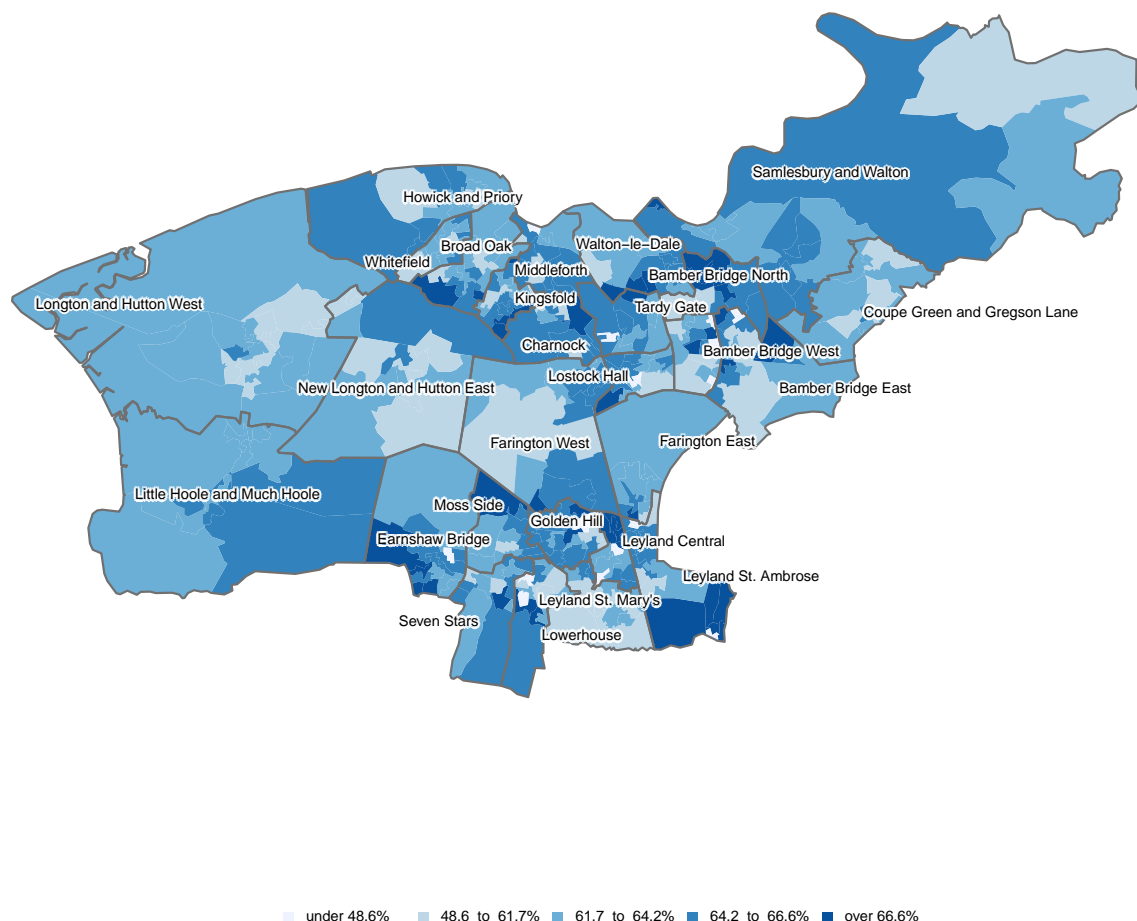 Samlesbury and Walton
Howick and Priory
Broad Oak
Walton−le−Dale
Whitefield
Middleforth
Bamber Bridge North
Kingsfold
Longton and Hutton West
Tardy Gate
Coupe Green and Gregson Lane
Charnock
Bamber Bridge West
Lostock Hall
New Longton and Hutton East
Bamber Bridge East
Farington West
Farington East
Little Hoole and Much Hoole
Moss Side
Golden Hill
Earnshaw Bridge
Leyland Central
Leyland St. Ambrose
Leyland St. Mary's
Seven Stars
Lowerhouse
under 48.6% 48.6 to 61.7% 61.7 to 64.2% 64.2 to 66.6% over 66.6%